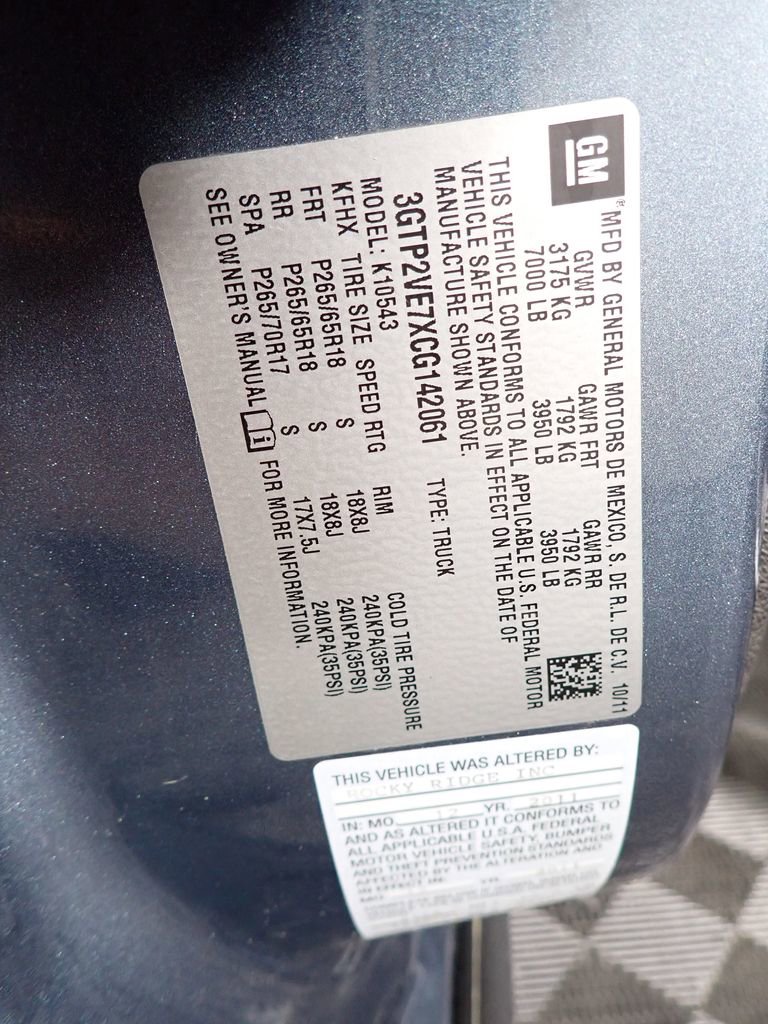 GM
® MFD BY GENERAL MOTORS DE MEXICO, S. DE R.L. DE C.V. 10/11
GVWR GAWR FRT GAWR RR
3175 KG 1792 KG 1792 KG
7000 LB 3950 LB 3950 LB
THIS VEHICLE CONFORMS TO ALL APPLICABLE U.S. FEDERAL MOTOR
VEHICLE SAFETY STANDARDS IN EFFECT ON THE DATE OF
MANUFACTURE SHOWN ABOVE.
3GTP2VE7XCG142061 TYPE: TRUCK
MODEL: K10543
KFHX TIRE SIZE SPEED RTG RIM COLD TIRE PRESSURE
FRT P265/65R18 S 18X8J 240KPA(35PSI)
RR P265/65R18 S 18X8J 240KPA(35PSI)
SPA P265/70R17 17X7.5J 240KPA(35PSI)
SEE OWNER'S MANUAL i FOR MORE INFORMATION.
THIS VEHICLE WAS ALTERED BY:
ROCKY RIDGE INC
IN: MO. 12 YR. 2011
AND AS ALTERED IT CONFORMS TO
ALL APPLICABLE U.S.A. FEDERAL
MOTOR VEHICLE SAFETY, BUMPER
AND THEFT PREVENTION STANDARDS
AFFECTED BY THE ALTERATION AND
IN EFFECT IN:
MO.